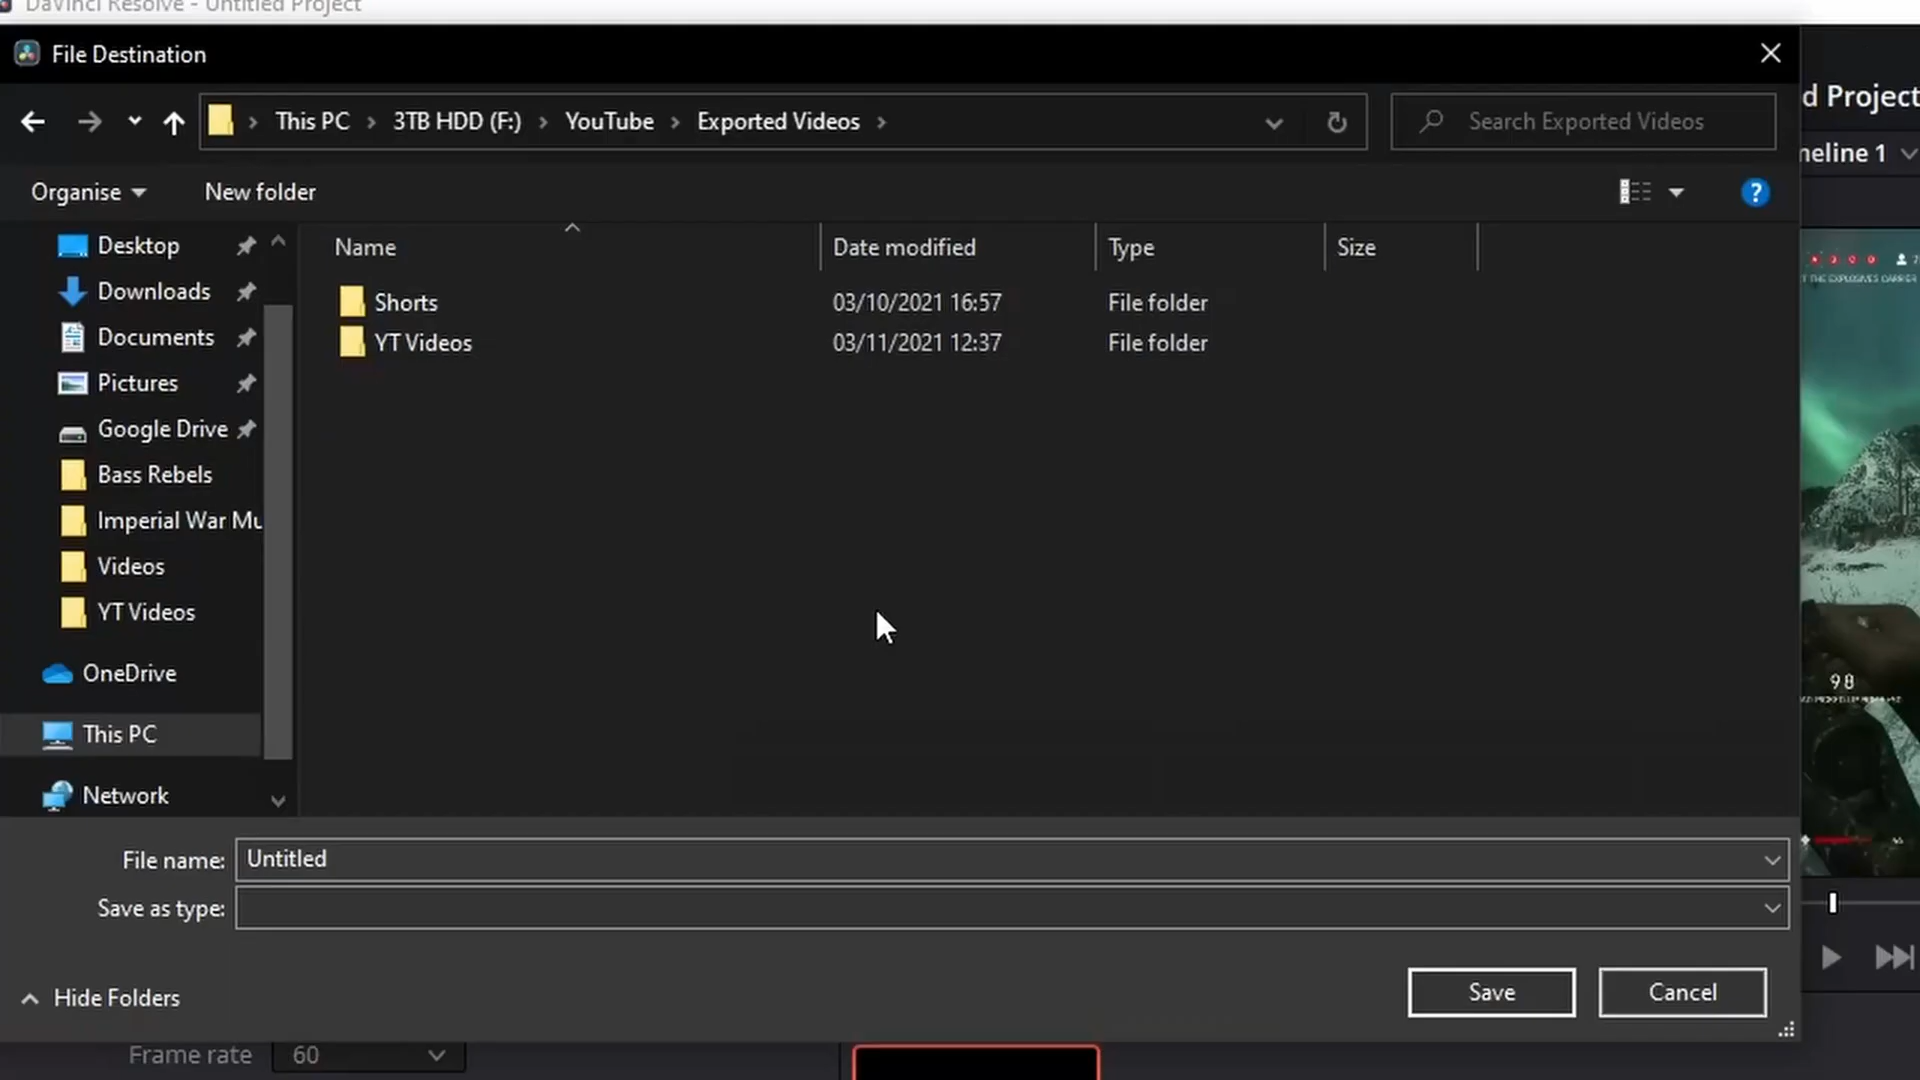 DaVinci Resolve - Untitled Project
File Destination
This PC 3TB HDD (F:) YouTube Exported Videos
Search Exported Videos
d Project
Organise New folder
neline 1
Name Date modified Type Size
Desktop
Downloads
Documents
Pictures
Google Drive
Bass Rebels
Imperial War Mu
Videos
YT Videos
OneDrive
This PC
Network
Shorts 03/10/2021 16:57 File folder
YT Videos 03/11/2021 12:37 File folder
T THE EXPLOSIVES CARRIER
98
File name: Untitled
Save as type:
Hide Folders
Save Cancel
Frame rate 60